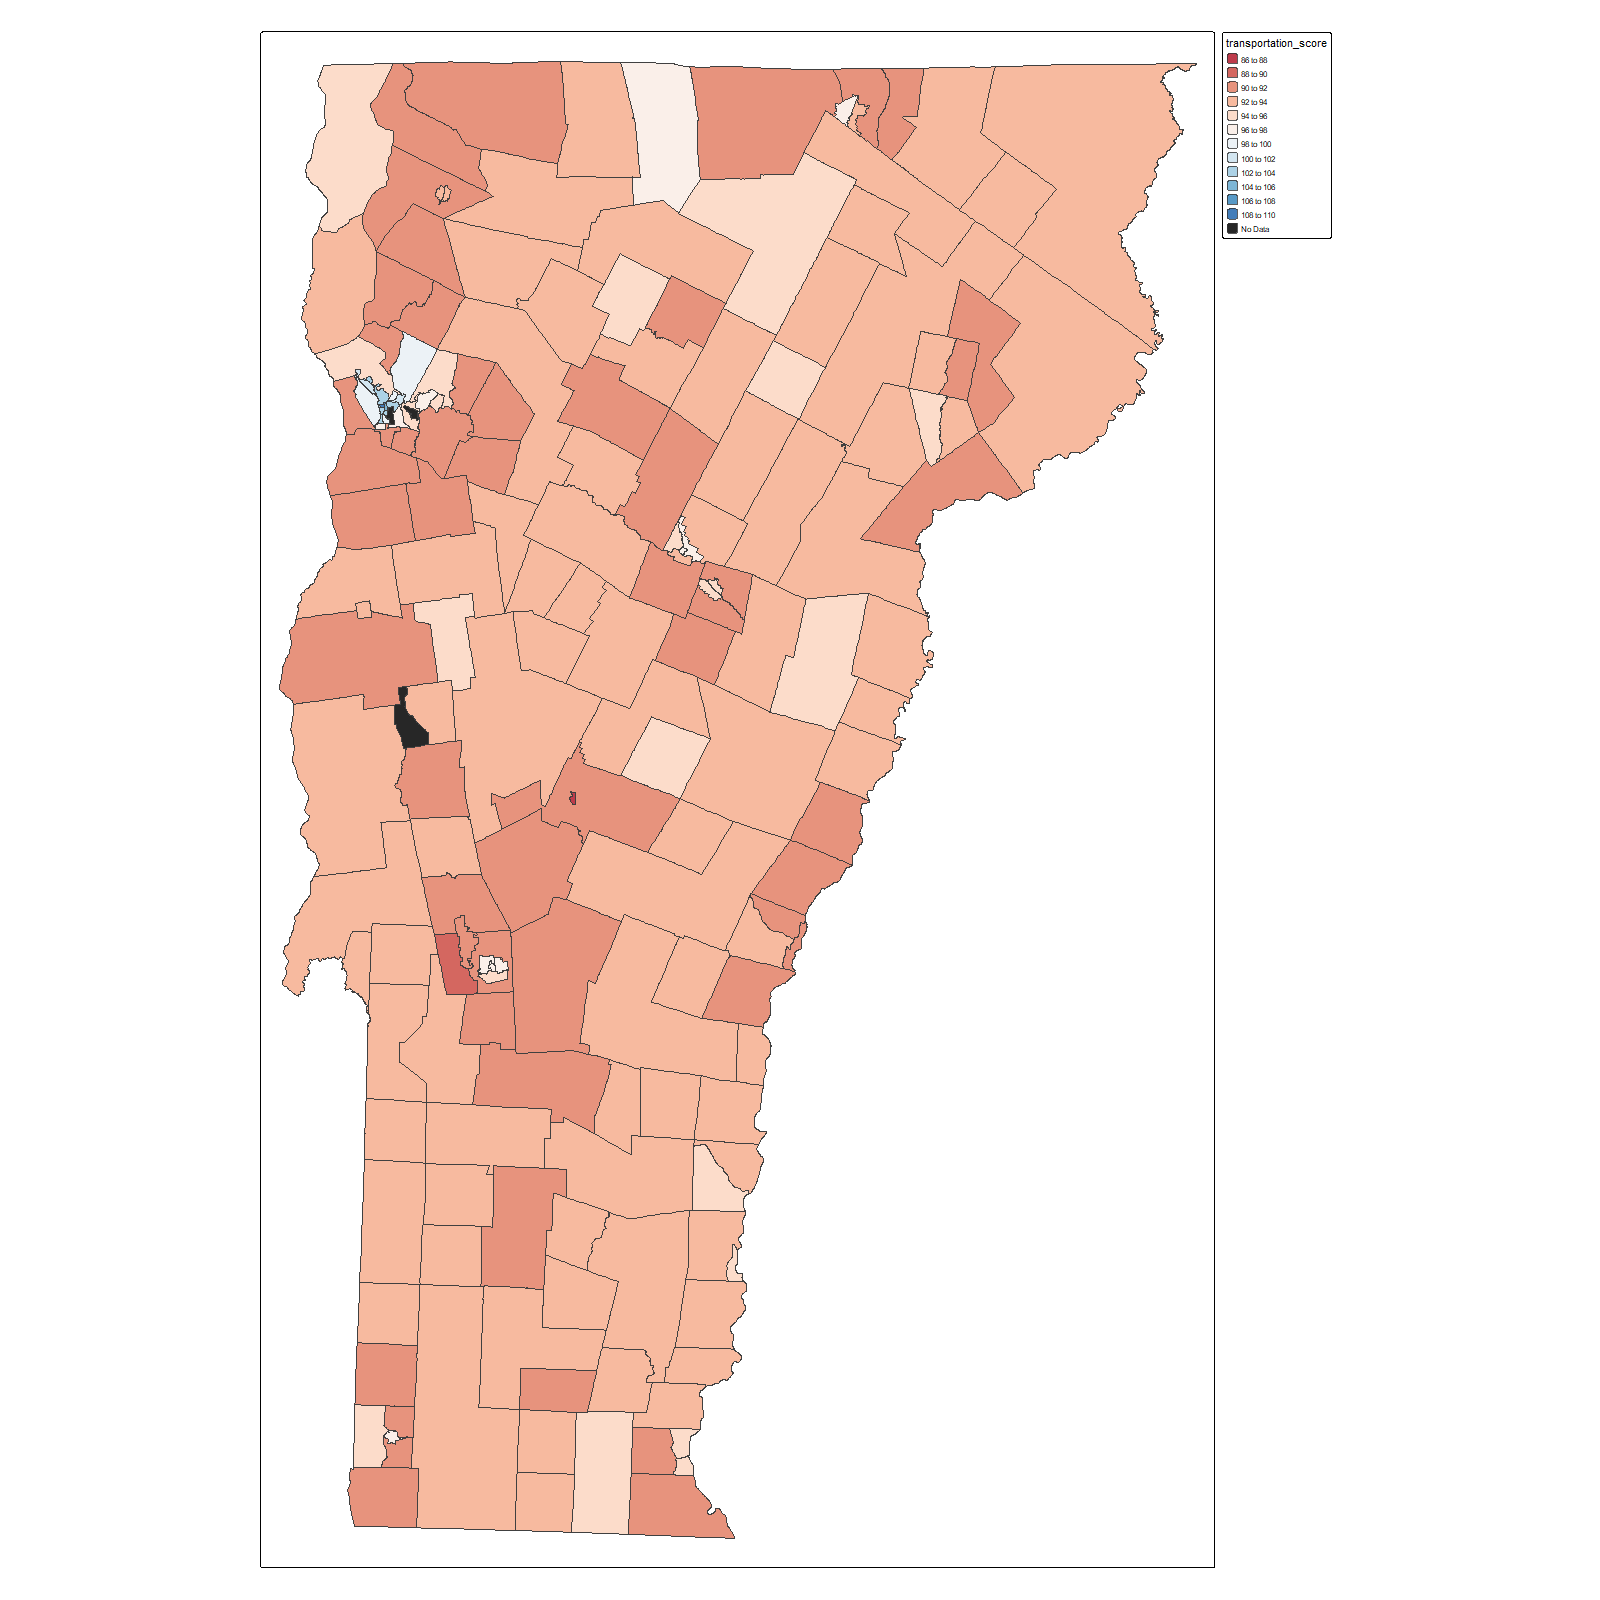 transportation_score
86 to 88
88 to 90
90 to 92
92 to 94
94 to 96
96 to 98
98 to 100
100 to 102
102 to 104
104 to 106
106 to 108
108 to 110
No Data